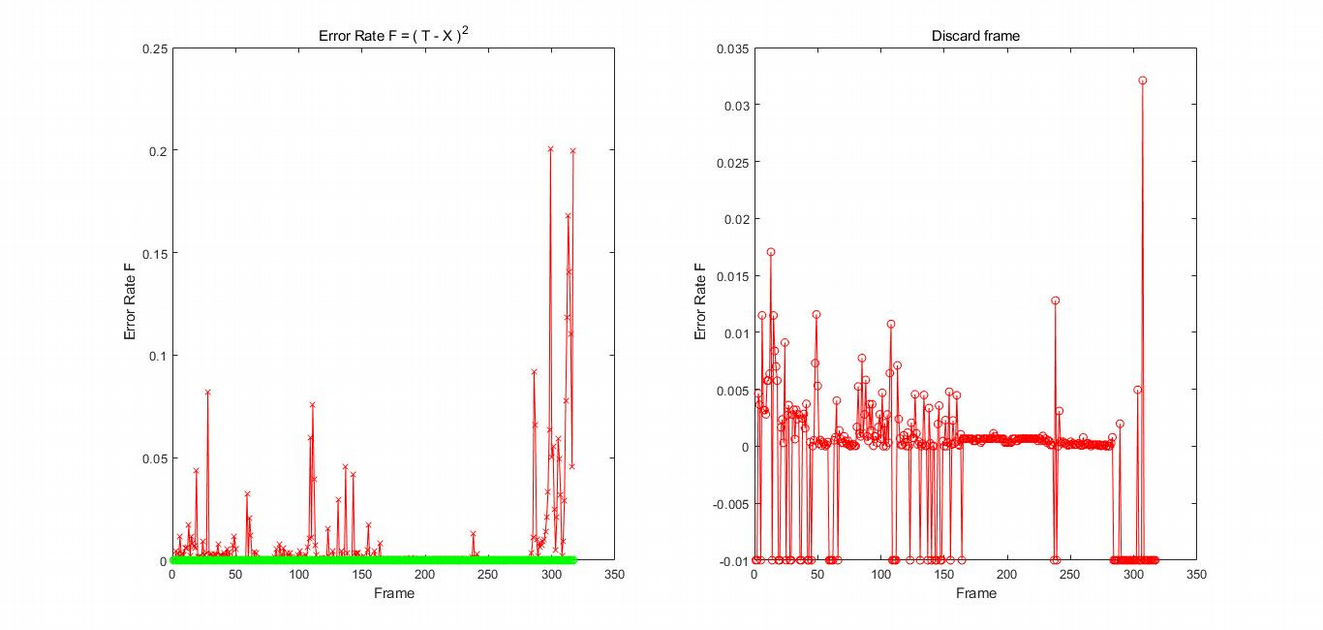 Error Rate F = ( T - X )2
0.25
0.2
0.15
0.1
0.05
0
Error Rate F
0 50 100 150 200 250 300 350
Frame
Discard frame
0.035
0.03
0.025
0.02
0.015
0.01
0.005
0
-0.005
-0.01
Error Rate F
0 50 100 150 200 250 300 350
Frame